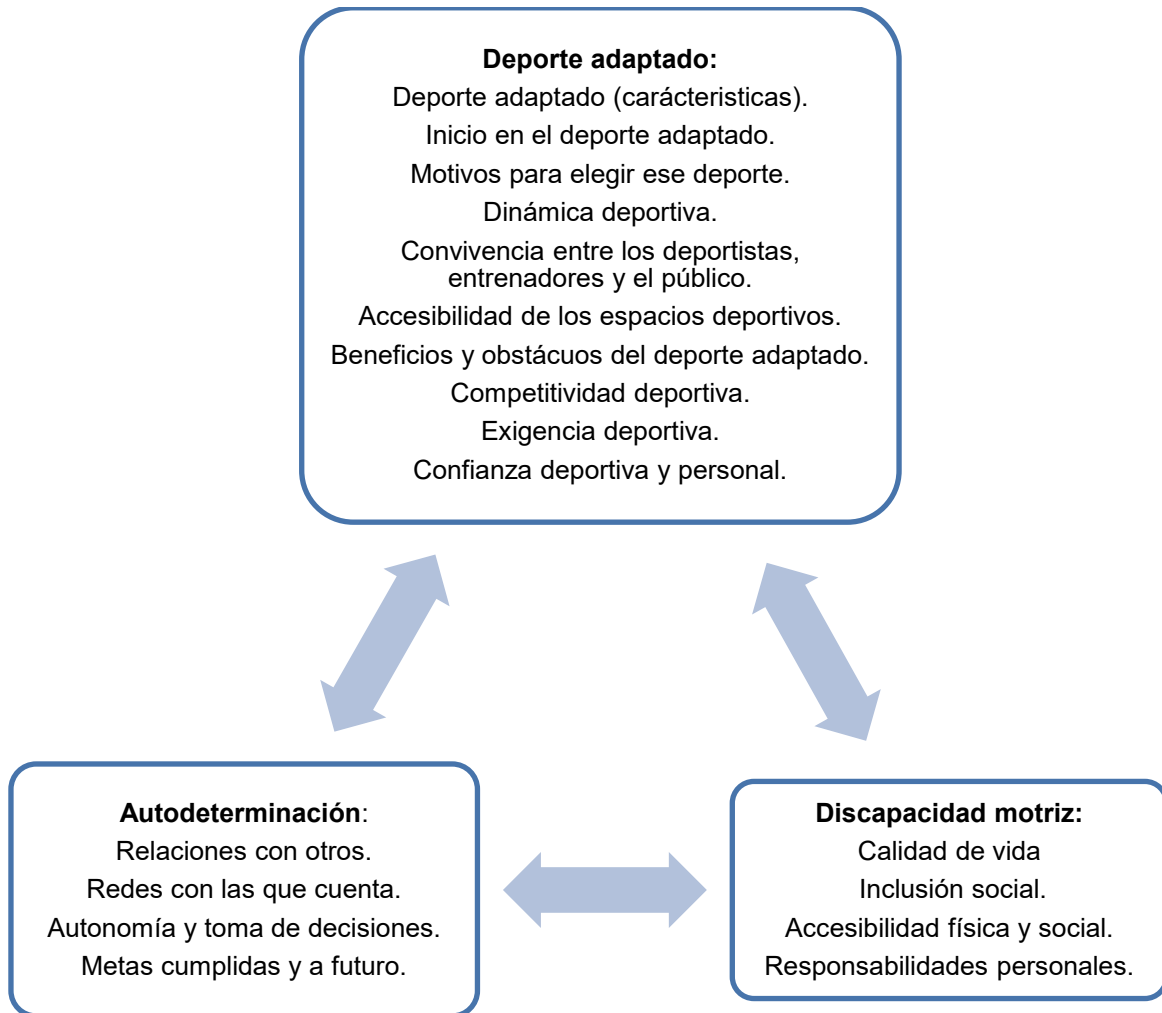 Deporte adaptado:
Deporte adaptado (carácteristicas).
Inicio en el deporte adaptado.
Motivos para elegir ese deporte.
Dinámica deportiva.
Convivencia entre los deportistas,
entrenadores y el público.
Accesibilidad de los espacios deportivos.
Beneficios y obstácuos del deporte adaptado.
Competitividad deportiva.
Exigencia deportiva.
Confianza deportiva y personal.
Autodeterminación:
Relaciones con otros.
Redes con las que cuenta.
Autonomía y toma de decisiones.
Metas cumplidas y a futuro.
Discapacidad motriz:
Calidad de vida
Inclusión social.
Accesibilidad física y social.
Responsabilidades personales.